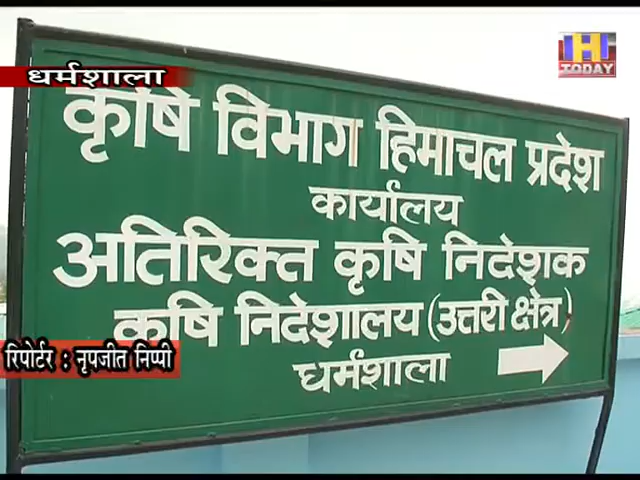 धर्मशाला
H
TODAY
कृषि विभाग हिमाचल प्रदेश
कार्यालय
अतिरिक्त कृषि निदेशक
कृषि निदेशालय (उत्तरी क्षेत्र)
धर्मशाला
रिपोर्टर : नृपजीत निप्पी